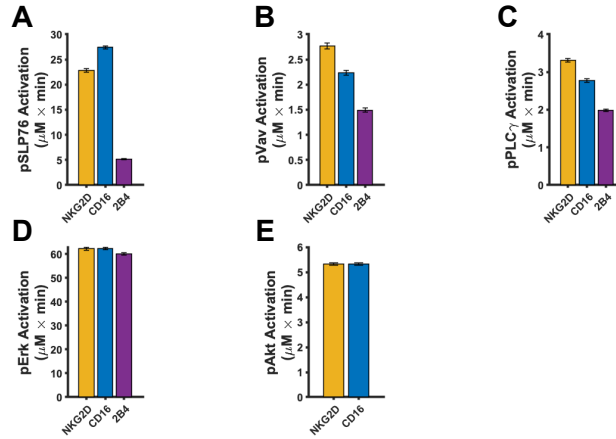 A
pSLP76 Activation
(μM × min)
30
25
20
15
10
5
0
NKG2D
CD16
2B4
B
pVav Activation
(μM × min)
3
2.5
2
1.5
1
0.5
0
NKG2D
CD16
2B4
C
pPLCγ Activation
(μM × min)
4
3
2
1
0
NKG2D
CD16
2B4
D
pErk Activation
(μM × min)
60
50
40
30
20
10
0
NKG2D
CD16
2B4
E
pAkt Activation
(μM × min)
6
5
4
3
2
1
0
NKG2D
CD16